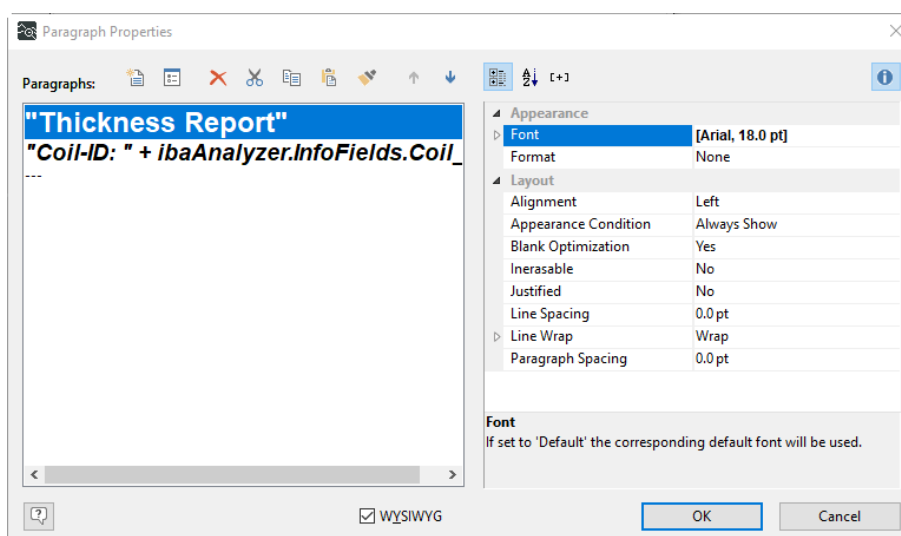 Paragraph Properties
Paragraphs:
"Thickness Report"
"Coil-ID: " + ibaAnalyzer.InfoFields.Coil_
---
Appearance
Font [Arial, 18.0 pt]
Format None
Layout
Alignment Left
Appearance Condition Always Show
Blank Optimization Yes
Inerasable No
Justified No
Line Spacing 0.0 pt
Line Wrap Wrap
Paragraph Spacing 0.0 pt
Font
If set to 'Default' the corresponding default font will be used.
WYSIWYG
OK
Cancel